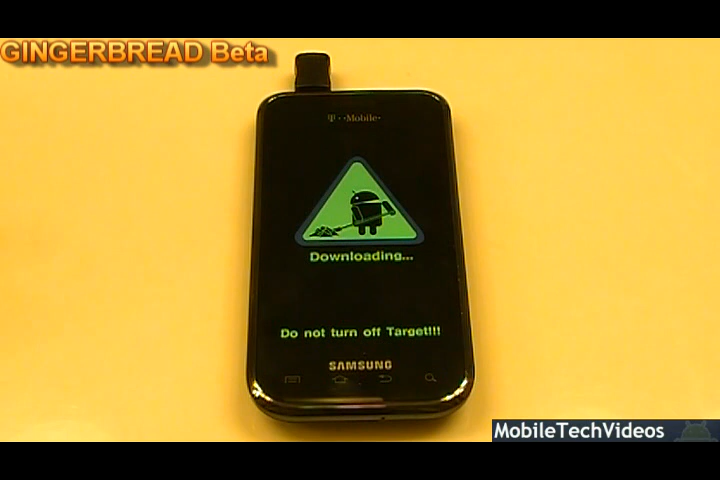 GINGERBREAD Beta
T··Mobile·
Downloading...
Do not turn off Target!!!
SAMSUNG
MobileTechVideos